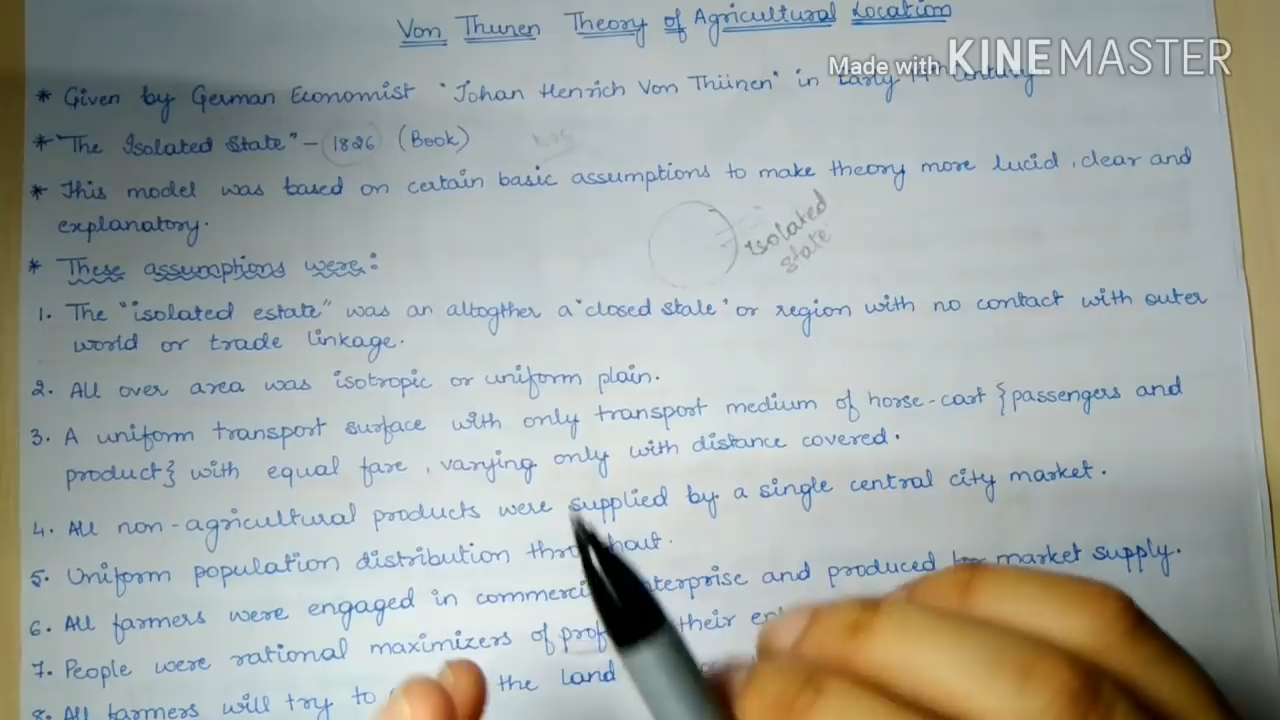 Von Thunen Theory of Agricultural Location
Made with KINEMASTER
* Given by German Economist "Johan Henrich Von Thünen" in Early 19th Century
* "The Isolated State" - 1826 (Book)
* This model was based on certain basic assumptions to make theory more lucid, clear and
explanatory.
Isolated
state
* These assumptions were:
1. The "isolated estate" was an altogther a 'closed state' or region with no contact with outer
world or trade linkage.
2. All over area was isotropic or uniform plain.
3. A uniform transport surface with only transport medium of horse-cart {passengers and
product} with equal fare, varying only with distance covered.
4. All non-agricultural products were supplied by a single central city market.
5. Uniform population distribution
6. All farmers were engaged in and produced market supply.
7. People were rational maximizers of their
8. All farmers will try to the land